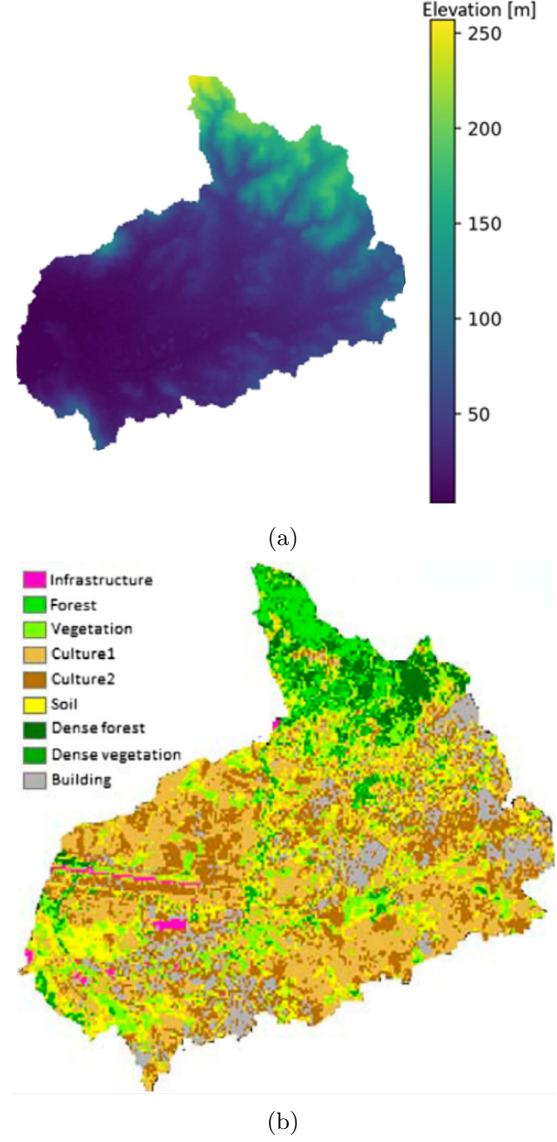 Elevation [m]
250
200
150
100
50
(a)
Infrastructure
Forest
Vegetation
Culture1
Culture2
Soil
Dense forest
Dense vegetation
Building
(b)